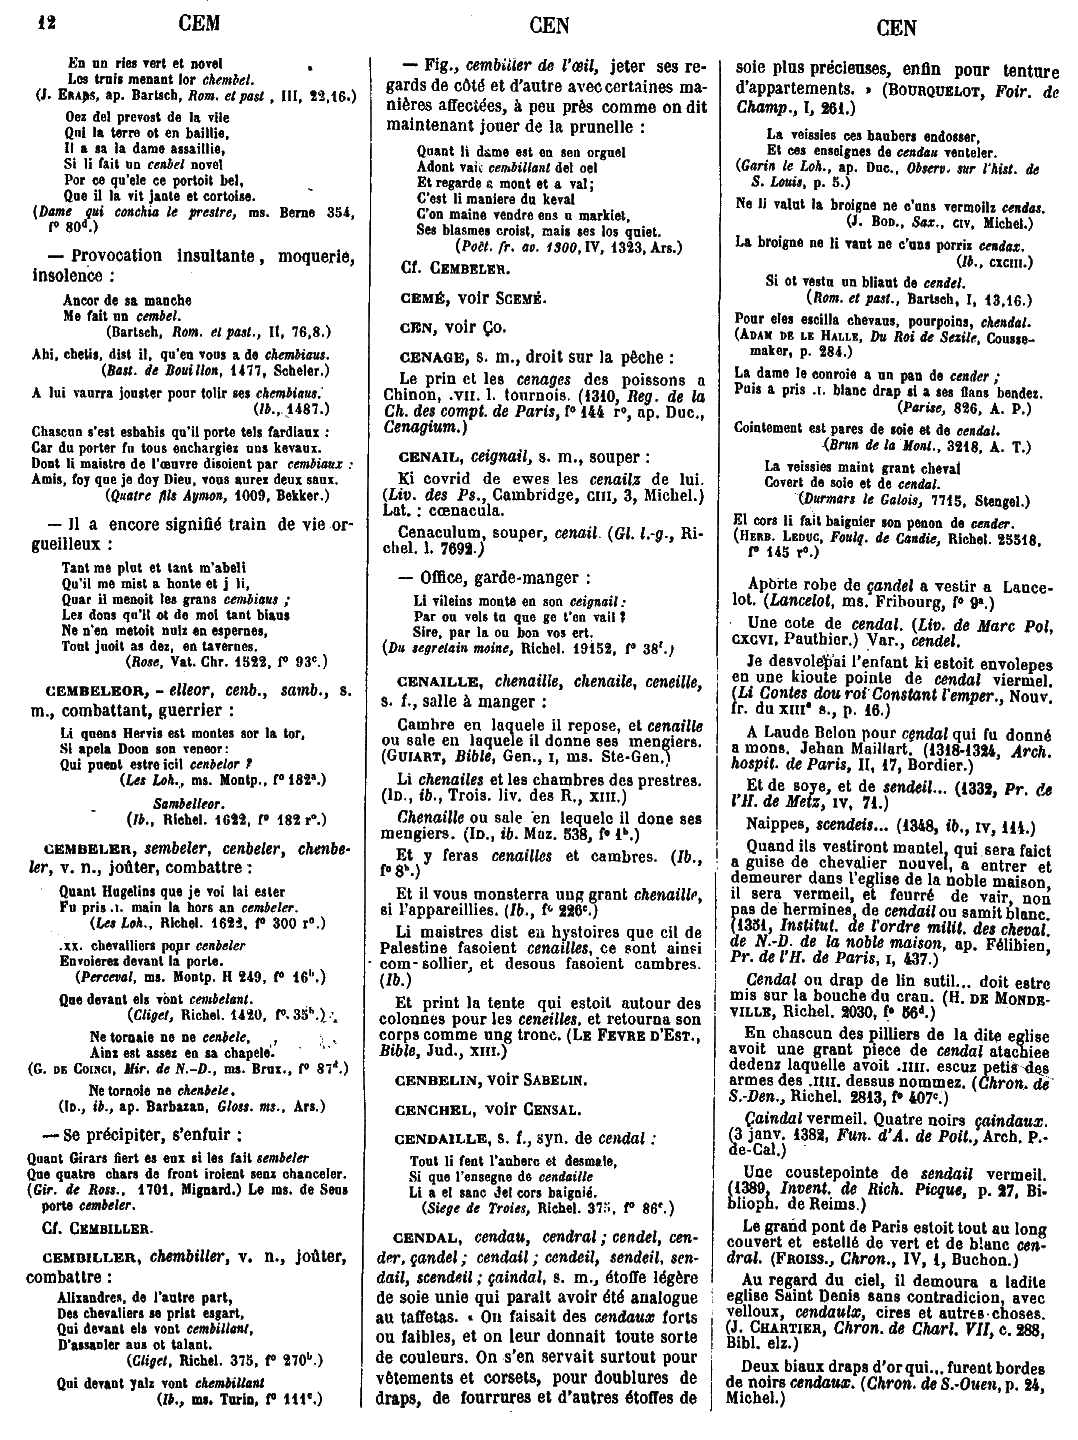 12 CEM CEN CEN
En un ries vert et novel
Los truis menant lor chembel.
(J. ERARS, ap. Bartsch, Rom. et past, III, 22,16.)
Oez del prevost de la vile
Qui la terre ot en baillie,
Il a sa la dame assaillie,
Si li fait un cenbel novel
Por ce qu'ele ce portoit bel,
Que il la vit jante et cortoise.
(Dame qui conchia le prestre, ms. Berne 354,
f° 80d.)
— Provocation insultante, moquerie,
insolence :
Ancor de sa manche
Me fait un cembel.
(Bartsch, Rom. et past., II, 76,8.)
Ahi, chetis, dist il, qu'en vous a de chembiaus.
(Bast. de Bouillon, 1477, Scheler.)
A lui vaurra jouster pour tolir ses chembiaus.
(Ib., 1487.)
Chascun s'est esbahis qu'il porte tels fardiaux :
Car du porter fu tous enchargiez uns kevaux.
Dont li maistre de l'œuvre disoient par cembiaux :
Amis, foy que je doy Dieu, vous aurez deux saux.
(Quatre fils Aymon, 1009, Bekker.)
— Il a encore signifié train de vie or-
gueilleux :
Tant me plut et tant m'abeli
Qu'il me mist a honte et j li,
Quar il menoit les grans cembiaus ;
Les dons qu'il ot de moi tant biaus
Ne n'en metoit nulz en espernes,
Tout juoit as dez, en tavernes.
(Rose, Vat. Chr. 1522, f° 93c.)
CEMBELEOR, - elleor, cenb., samb., s.
m., combattant, guerrier :
Li quens Hervis est montes sor la tor,
Si apela Doon son veneor:
Qui puent estre icil cenbelor ?
(Les Loh., ms. Montp., f° 182a.)
Sambelleor.
(Ib., Richel. 1622, f° 182 r°.)
CEMBELER, sembeler, cenbeler, chenbe-
ler, v. n., joûter, combattre :
Quant Hugelins que je voi lai ester
Fu pris .I. main la hors an cembeler.
(Les Loh., Richel. 1622, f° 300 r°.)
.xx. chevalliers popr cenbeler
Envoierez devant la porte.
(Perceval, ms. Montp. H 249, f° 16b.)
Que devant els vont cembelant.
(Cliget, Richel. 1420, f° 35b.)
Ne tornaie ne ne cenbele,
Ainz est assez en sa chapele.
(G. DE COINCI, Mir. de N.-D., ms. Brux., f° 87d.)
Ne tornoie ne chenbele.
(ID., ib., ap. Barbazan, Gloss. ms., Ars.)
— Se précipiter, s'enfuir :
Quant Girars fiert es eux si les fait sembeler
Que quatre chars de front iroient senz chanceler.
(Gir. de Ross., 1701, Mignard.) Le ms. de Sens
porte cembeler.
Cf. CEMBILLER.
CEMBILLER, chembiller, v. n., joûter,
combattre :
Alixandres, de l'autre part,
Des chevaliers se prist esgart,
Qui devant els vont cembillant,
D'assanler aus ot talant.
(Cliget, Richel. 375, f° 270b.)
Qui devant yalz vont chembillant
(Ib., ms. Turin, f° 111c.)
— Fig., cembiller de l'œil, jeter ses re-
gards de côté et d'autre avec certaines ma-
nières affectées, à peu près comme on dit
maintenant jouer de la prunelle :
Quant li dame est en sen orguel
Adont vait cembillant del oel
Et regarde a mont et a val;
C'est li maniere du keval
C'on maine vendre ens u markiet,
Ses blasmes croist, mais ses los quiet.
(Poët. fr. av. 1300, IV, 1323, Ars.)
Cf. CEMBELER.
CEMÉ, voir SCEMÉ.
CEN, voir ÇO.
CENAGE, s. m., droit sur la pêche :
Le prin et les cenages des poissons a
Chinon, .VII. l. tournois. (1310, Reg. de la
Ch. des compt. de Paris, f° 144 r°, ap. Duc.,
Cenagium.)
CENAIL, ceignail, s. m., souper :
Ki covrid de ewes les cenailz de lui.
(Liv. des Ps., Cambridge, CIII, 3, Michel.)
Lat. : cœnacula.
Cenaculum, souper, cenail. (Gl. l.-g., Ri-
chel. l. 7692.)
— Office, garde-manger :
Li vileins monte en son ceignail :
Par ou vels tu que ge t'en vail ?
Sire, par la ou bon vos ert.
(Du segretain moine, Richel. 19152, f° 38f.)
CENAILLE, chenaille, chenaile, ceneille,
s. f., salle à manger :
Cambre en laquele il repose, et cenaille
ou sale en laquele il donne ses mengiers.
(GUIART, Bible, Gen., I, ms. Ste-Gen.)
Li chenailes et les chambres des prestres.
(ID., ib., Trois. liv. des R., XIII.)
Chenaille ou sale en lequele il done ses
mengiers. (ID., ib. Maz. 538, f° 1b.)
Et y feras cenailles et cambres. (Ib.,
f° 8b.)
Et il vous monsterra ung grant chenaille,
si l'appareillies. (Ib., f° 226c.)
Li maistres dist en hystoires que cil de
Palestine fasoient cenailles, ce sont ainsi
com-sollier, et desous fasoient cambres.
(Ib.)
Et print la tente qui estoit autour des
colonnes pour les ceneilles, et retourna son
corps comme ung tronc. (LE FEVRE D'EST.,
Bible, Jud., XIII.)
CENBELIN, voir SABELIN.
CENCHEL, voir CENSAL.
CENDAILLE, s. f., syn. de cendal :
Tout li fent l'auberc et desmale,
Si que l'ensegne de cendaille
Li a el sanc del cors baignié.
(Siege de Troies, Richel. 375, f° 86c.)
CENDAL, cendau, cendral ; cendel, cen-
der, çandel ; cendail ; cendeil, sendeil, sen-
dail, scendeil ; çaindal, s. m., étoffe légère
de soie unie qui parait avoir été analogue
au taffetas. « On faisait des cendaux forts
ou faibles, et on leur donnait toute sorte
de couleurs. On s'en servait surtout pour
vêtements et corsets, pour doublures de
draps, de fourrures et d'autres étoffes de
soie plus précieuses, enfin pour tenture
d'appartements. » (BOURQUELOT, Foir. de
Champ., I, 261.)
La veissies ces haubers endosser,
Et ces enseignes de cendau venteler.
(Garin le Loh., ap. Duc., Observ. sur l'hist. de
S. Louis, p. 5.)
Ne li valut la broigne ne c'uns vermoilz cendas.
(J. BOD., Sax., CIV, Michel.)
La broigne ne li vaut ne c'uns porriz cendax.
(Ib., CXCIII.)
Si ot vestu un bliaut de cendel.
(Rom. et past., Bartsch, I, 13,16.)
Pour eles escilla chevaus, pourpoins, chendal.
(ADAM DE LE HALLE, Du Roi de Sezile, Cousse-
maker, p. 284.)
La dame le conroie a un pan de cender ;
Puis a pris .I. blanc drap si a ses flans bendez.
(Parise, 826, A. P.)
Cointement est pares de soie et de cendal.
(Brun de la Mont., 3218, A. T.)
La veissies maint grant cheval
Covert de soie et de cendal.
(Durmars le Galois, 7715, Stengel.)
El cors li fait baignier son penon de cender.
(HERB. LEDUC, Foulq. de Candie, Richel. 25518,
f° 145 r°.)
Aporte robe de çandel a vestir a Lance-
lot. (Lancelot, ms. Fribourg, f° 9a.)
Une cote de cendal. (Liv. de Marc Pol,
CXCVI, Pauthier.) Var., cendel.
Je desvolepai l'enfant ki estoit envolepes
en une kioute pointe de cendal viermel.
(Li Contes dou roi Constant l'emper., Nouv.
fr. du XIIIe s., p. 16.)
A Laude Belon pour cendal qui fu donné
a mons. Jehan Maillart. (1318-1324, Arch.
hospit. de Paris, II, 17, Bordier.)
Et de soye, et de sendeil... (1332, Pr. de
l'H. de Metz, IV, 71.)
Naippes, scendeis... (1348, ib., IV, 111.)
Quand ils vestiront mantel, qui sera faict
a guise de chevalier nouvel, a entrer et
demeurer dans l'eglise de la noble maison,
il sera vermeil, et feurré de vair, non
pas de hermines, de cendail ou samit blanc.
(1351, Institut. de l'ordre milit. des cheval.
de N.-D. de la noble maison, ap. Félibien,
Pr. de l'H. de Paris, I, 437.)
Cendal ou drap de lin sutil... doit estre
mis sur la bouche du cran. (H. DE MONDE-
VILLE, Richel. 2030, f° 56d.)
En chascun des pilliers de la dite eglise
avoit une grant piece de cendal atachiee
dedenz laquelle avoit .IIII. escuz petis des
armes des .IIII. dessus nommez. (Chron. de
S.-Den., Richel. 2813, f° 407c.)
Çaindal vermeil. Quatre noirs çaindaux.
(3 janv. 1382, Fun. d'A. de Poit., Arch. P.-
de-Cal.)
Une coustepointe de sendail vermeil.
(1389, Invent. de Rich. Picque, p. 27, Bi-
blioph. de Reims.)
Le grand pont de Paris estoit tout au long
couvert et estellé de vert et de blanc cen-
dral. (FROISS., Chron., IV, 1, Buchon.)
Au regard du ciel, il demoura a ladite
eglise Saint Denis sans contradicion, avec
velloux, cendaulx, cires et autres choses.
(J. CHARTIER, Chron. de Charl. VII, c. 288,
Bibl. elz.)
Deux biaux draps d'or qui... furent bordes
de noirs cendaux. (Chron. de S.-Ouen, p. 24,
Michel.)